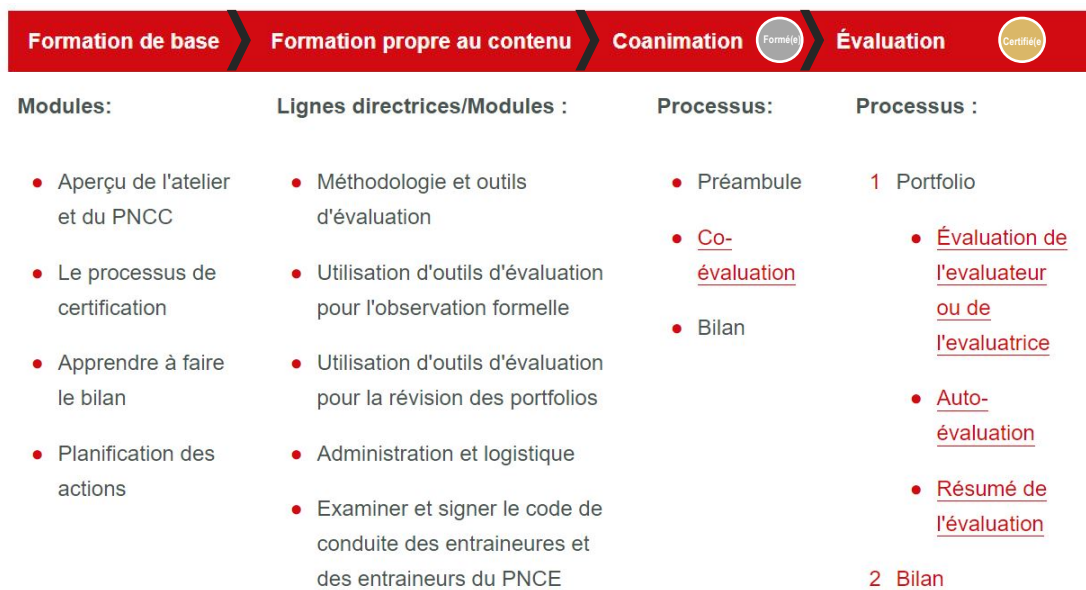 Formation de base
Formation propre au contenu
Coanimation
Formé(e)
Évaluation
Certifié(e)
Modules:
Aperçu de l'atelier
et du PNCC
Le processus de
certification
Apprendre à faire
le bilan
Planification des
actions
Lignes directrices/Modules :
Méthodologie et outils
d'évaluation
Utilisation d'outils d'évaluation
pour l'observation formelle
Utilisation d'outils d'évaluation
pour la révision des portfolios
Administration et logistique
Examiner et signer le code de
conduite des entraineures et
des entraineurs du PNCE
Processus:
Préambule
Co-
évaluation
Bilan
Processus :
1 Portfolio
Évaluation de
l'evaluateur
ou de
l'evaluatrice
Auto-
évaluation
Résumé de
l'évaluation
2 Bilan